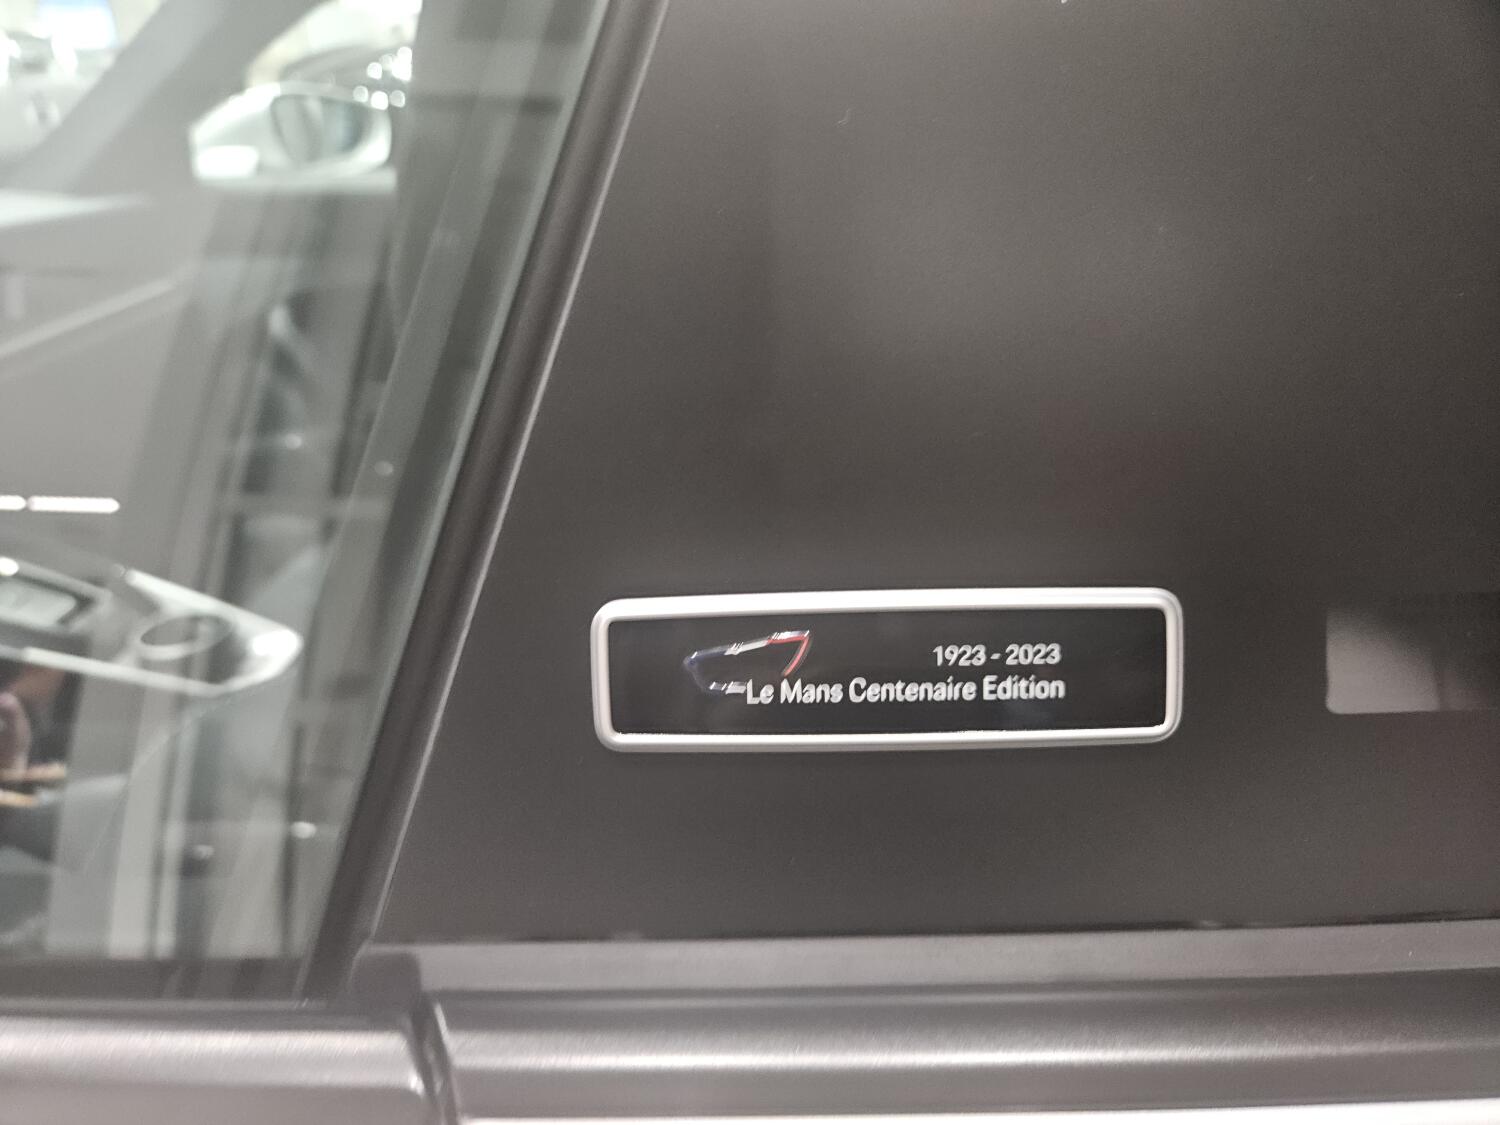 1923 - 2023
Le Mans Centenaire Edition